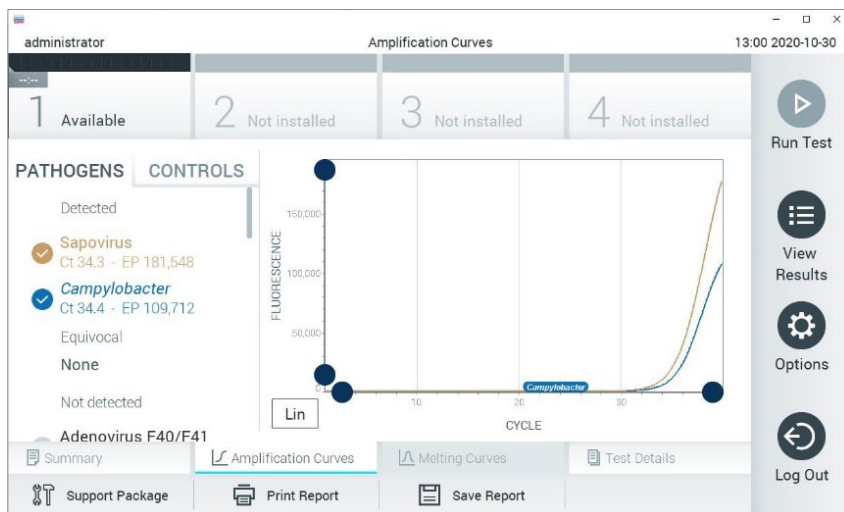 administrator
Amplification Curves
13:00 2020-10-30
--:--
1 Available
2 Not installed
3 Not installed
4 Not installed
Run Test
PATHOGENS CONTROLS
Detected
Sapovirus
Ct 34.3 - EP 181,548
Campylobacter
Ct 34.4 - EP 109,712
Equivocal
None
Not detected
Adenovirus F40/F41
FLUORESCENCE
150,000
100,000
50,000
0
Campylobacter
10 20 30
Lin
CYCLE
View
Results
Options
Log Out
Summary
Amplification Curves
Melting Curves
Test Details
Support Package
Print Report
Save Report